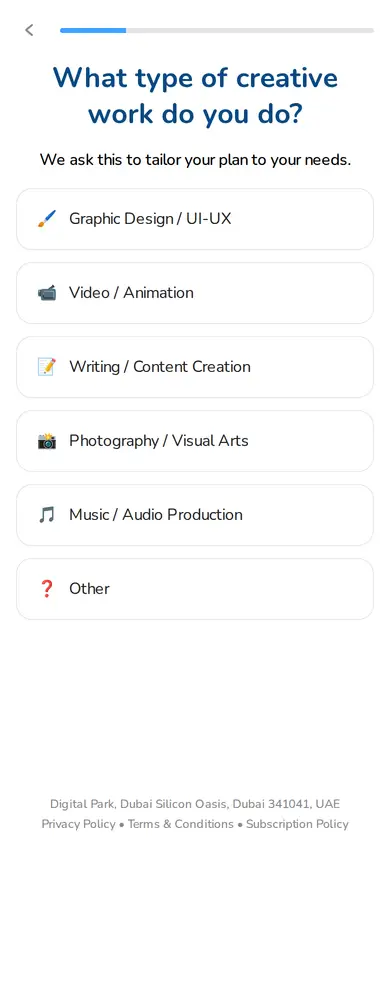 What type of creative
work do you do?
We ask this to tailor your plan to your needs.
Graphic Design / UI-UX
Video / Animation
Writing / Content Creation
Photography / Visual Arts
Music / Audio Production
Other
Digital Park, Dubai Silicon Oasis, Dubai 341041, UAE
Privacy Policy • Terms & Conditions • Subscription Policy